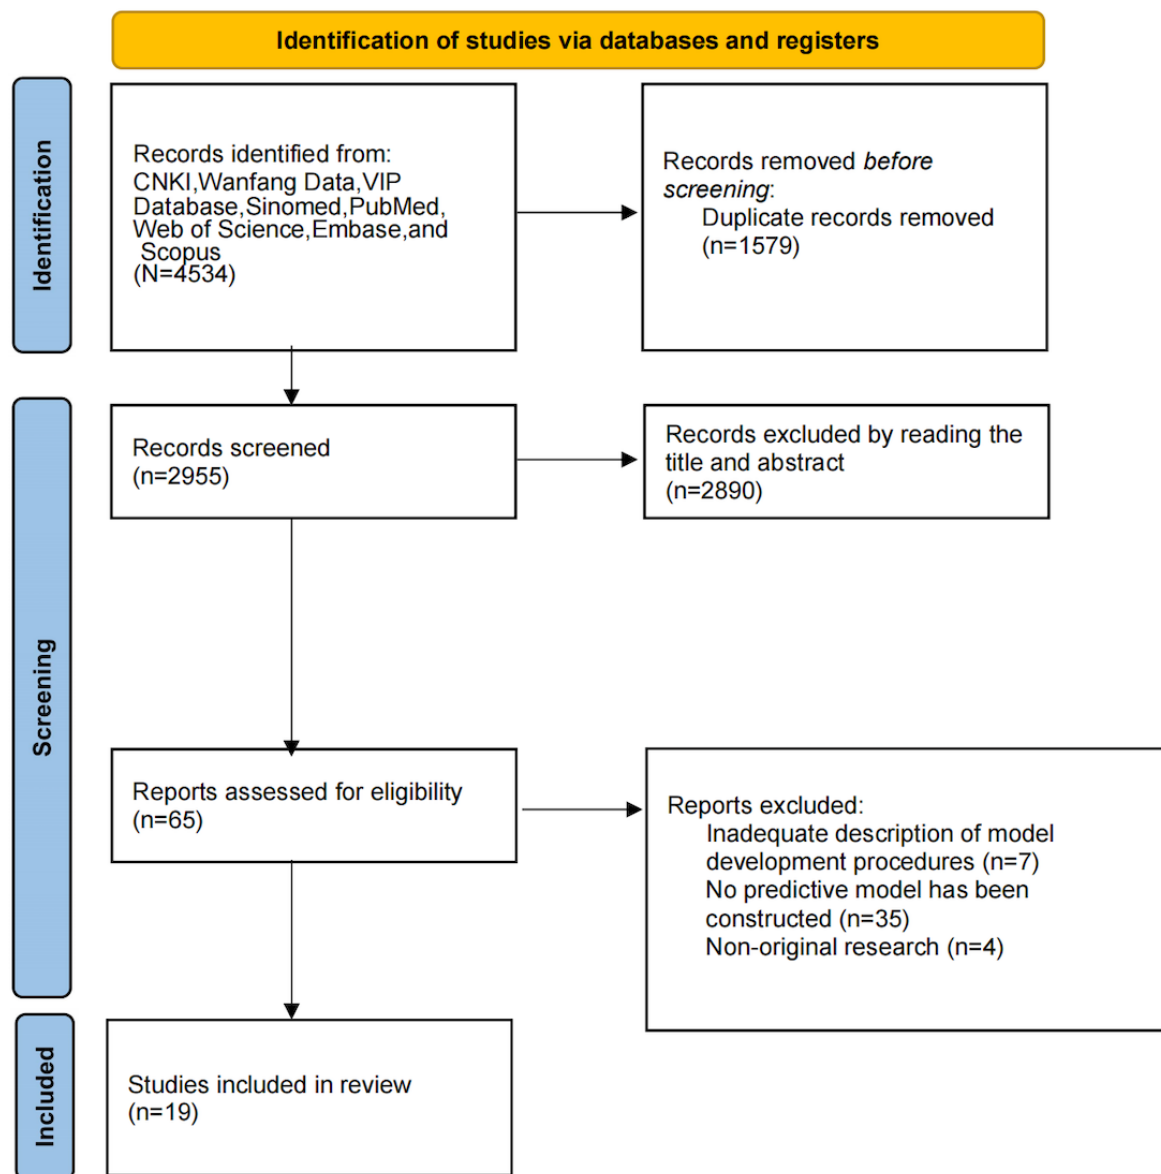 Identification of studies via databases and registers
Identification
Records identified from:
CNKI,Wanfang Data,VIP
Database,Sinomed,PubMed,
Web of Science,Embase,and
Scopus
(N=4534)
Records removed before
screening:
Duplicate records removed
(n=1579)
Screening
Records screened
(n=2955)
Records excluded by reading the
title and abstract
(n=2890)
Reports assessed for eligibility
(n=65)
Reports excluded:
Inadequate description of model
development procedures (n=7)
No predictive model has been
constructed (n=35)
Non-original research (n=4)
Included
Studies included in review
(n=19)